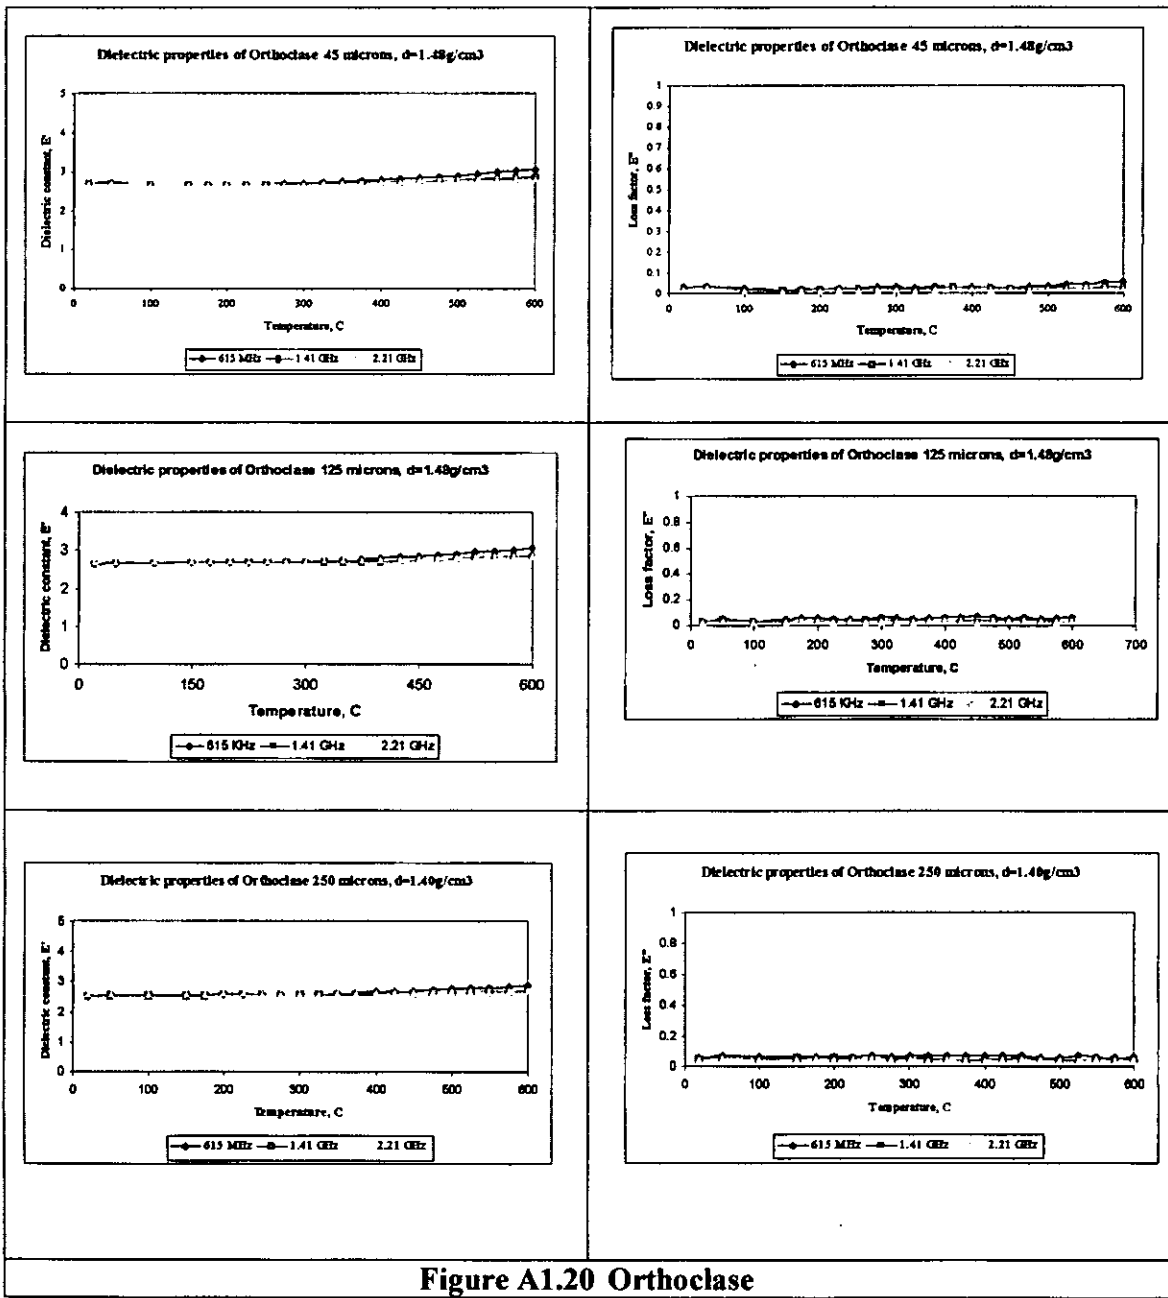 Dielectric properties of Orthoclase 45 microns, d=1.48g/cm3
Dielectric constant, E'
5
4
3
2
1
0
0 100 200 300 400 500 600
Temperature, C
615 MHz 1.41 GHz 2.21 GHz
Dielectric properties of Orthoclase 45 microns, d=1.48g/cm3
Loss factor, E"
1
0.9
0.8
0.7
0.6
0.5
0.4
0.3
0.2
0.1
0
0 100 200 300 400 500 600
Temperature, C
615 MHz 1.41 GHz 2.21 GHz
Dielectric properties of Orthoclase 125 microns, d=1.48g/cm3
Dielectric constant, E'
4
3
2
1
0
0 150 300 450 600
Temperature, C
615 KHz 1.41 GHz 2.21 GHz
Dielectric properties of Orthoclase 125 microns, d=1.48g/cm3
Loss factor, E"
1
0.8
0.6
0.4
0.2
0
0 100 200 300 400 500 600 700
Temperature, C
615 KHz 1.41 GHz 2.21 GHz
Dielectric properties of Orthoclase 250 microns, d=1.40g/cm3
Dielectric constant, E'
5
4
3
2
1
0
0 100 200 300 400 500 600
Temperature, C
615 MHz 1.41 GHz 2.21 GHz
Dielectric properties of Orthoclase 250 microns, d=1.40g/cm3
Loss factor, E"
1
0.8
0.6
0.4
0.2
0
0 100 200 300 400 500 600
Temperature, C
615 MHz 1.41 GHz 2.21 GHz
Figure A1.20 Orthoclase